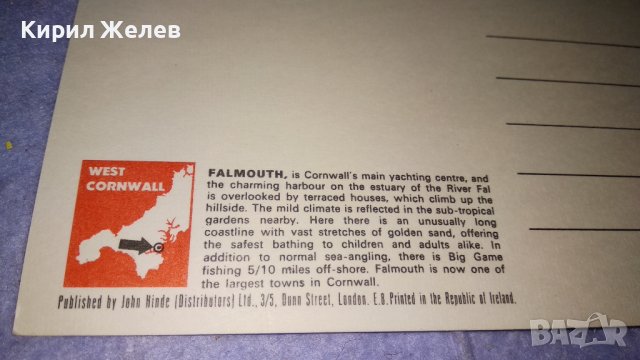 Кирил Желев
WEST
CORNWALL
FALMOUTH, is Cornwall's main yachting centre, and
the charming harbour on the estuary of the River Fal
is overlooked by terraced houses, which climb up the
hillside. The mild climate is reflected in the sub-tropical
gardens nearby. Here there is an unusually long
coastline with vast stretches of golden sand, offering
the safest bathing to children and adults alike. In
addition to normal sea-angling, there is Big Game
fishing 5/10 miles off-shore. Falmouth is now one of
the largest towns in Cornwall.
Published by John Hinde (Distributors) Ltd., 3/5, Dunn Street, London. E.8. Printed in the Republic of Ireland.
BAZAR